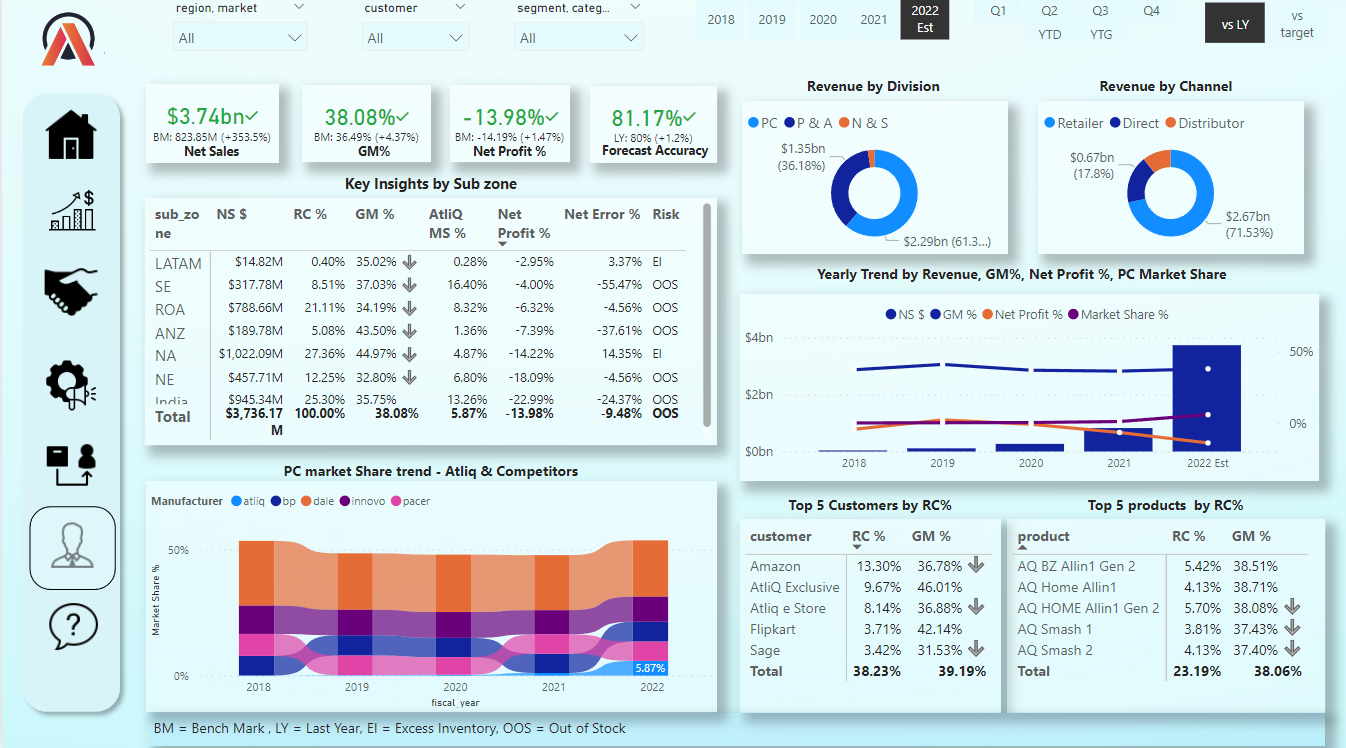 region, market
customer
segment, categ...
All
All
All
2018 2019 2020 2021 2022 Est
Q1 Q2 Q3 Q4
YTD YTG
vs LY
vs target
$3.74bn
BM: 823.85M (+353.5%)
Net Sales
38.08%
BM: 36.49% (+4.37%)
GM%
-13.98%
BM: -14.19% (+1.47%)
Net Profit %
81.17%
LY: 80% (+1.2%)
Forecast Accuracy
Key Insights by Sub zone
sub_zo ne NS $ RC % GM % AtliQ MS % Net Profit % Net Error % Risk
LATAM $14.82M 0.40% 35.02% 0.28% -2.95% 3.37% EI
SE $317.78M 8.51% 37.03% 16.40% -4.00% -55.47% OOS
ROA $788.66M 21.11% 34.19% 8.32% -6.32% -4.56% OOS
ANZ $189.78M 5.08% 43.50% 1.36% -7.39% -37.61% OOS
NA $1,022.09M 27.36% 44.97% 4.87% -14.22% 14.35% EI
NE $457.71M 12.25% 32.80% 6.80% -18.09% -4.56% OOS
India $945.34M 25.30% 35.75% 13.26% -22.99% -24.37% OOS
Total $3,736.17 M 100.00% 38.08% 5.87% -13.98% -9.48% OOS
PC market Share trend - Atliq & Competitors
Manufacturer atliq bp dale innovo pacer
Market Share %
50%
0%
5.87%
2018 2019 2020 2021 2022
fiscal_year
Revenue by Division
PC P & A N & S
$1.35bn
(36.18%)
$2.29bn (61.3...)
Revenue by Channel
Retailer Direct Distributor
$0.67bn
(17.8%)
$2.67bn
(71.53%)
Yearly Trend by Revenue, GM%, Net Profit %, PC Market Share
NS $ GM % Net Profit % Market Share %
$4bn
$2bn
$0bn
50%
0%
2018 2019 2020 2021 2022 Est
Top 5 Customers by RC%
customer RC % GM %
Amazon 13.30% 36.78%
AtliQ Exclusive 9.67% 46.01%
Atliq e Store 8.14% 36.88%
Flipkart 3.71% 42.14%
Sage 3.42% 31.53%
Total 38.23% 39.19%
Top 5 products by RC%
product RC % GM %
AQ BZ Allin1 Gen 2 5.42% 38.51%
AQ Home Allin1 4.13% 38.71%
AQ HOME Allin1 Gen 2 5.70% 38.08%
AQ Smash 1 3.81% 37.43%
AQ Smash 2 4.13% 37.40%
Total 23.19% 38.06%
BM = Bench Mark , LY = Last Year, EI = Excess Inventory, OOS = Out of Stock